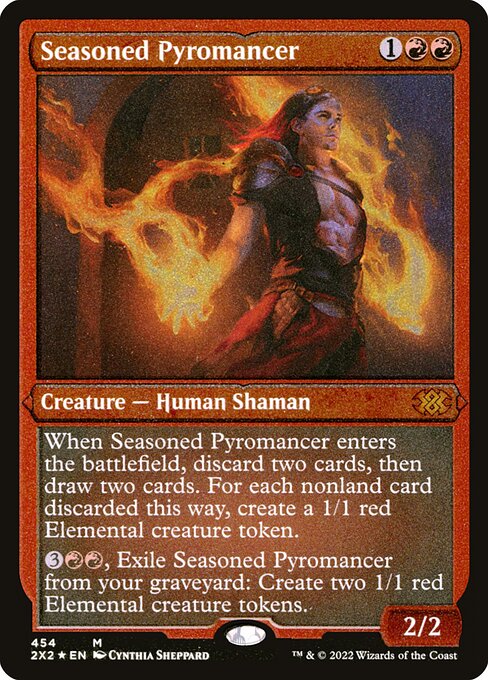 Seasoned Pyromancer 1
Creature — Human Shaman
When Seasoned Pyromancer enters
the battlefield, discard two cards, then
draw two cards. For each nonland card
discarded this way, create a 1/1 red
Elemental creature token.
3, Exile Seasoned Pyromancer
from your graveyard: Create two 1/1 red
Elemental creature tokens.
2/2
454 M
2X2 ★ EN Cynthia Sheppard
™ & © 2022 Wizards of the Coast